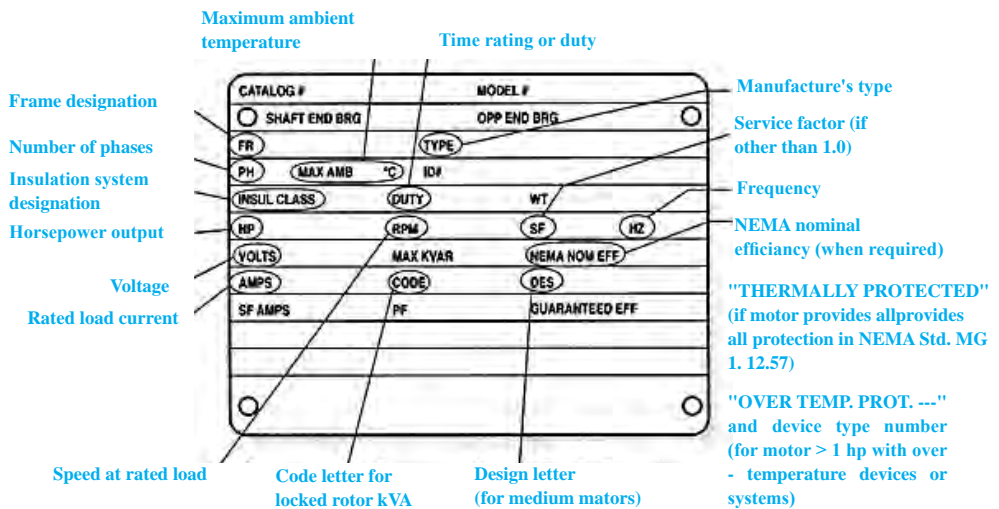 Maximum ambient
temperature
Time rating or duty
Frame designation
Number of phases
Insulation system
designation
Horsepower output
Voltage
Rated load current
CATALOG # MODEL #
SHAFT END BRG OPP END BRG
FR TYPE
PH MAX AMB °C ID#
INSUL CLASS DUTY WT
HP RPM SF HZ
VOLTS MAX KVAR NEMA NOM EFF
AMPS CODE DES
SF AMPS PF GUARANTEED EFF
Manufacture's type
Service factor (if
other than 1.0)
Frequency
NEMA nominal
efficiancy (when required)
"THERMALLY PROTECTED"
(if motor provides allprovides
all protection in NEMA Std. MG
1. 12.57)
"OVER TEMP. PROT. ---"
and device type number
(for motor > 1 hp with over
- temperature devices or
systems)
Speed at rated load
Code letter for
locked rotor kVA
Design letter
(for medium mators)